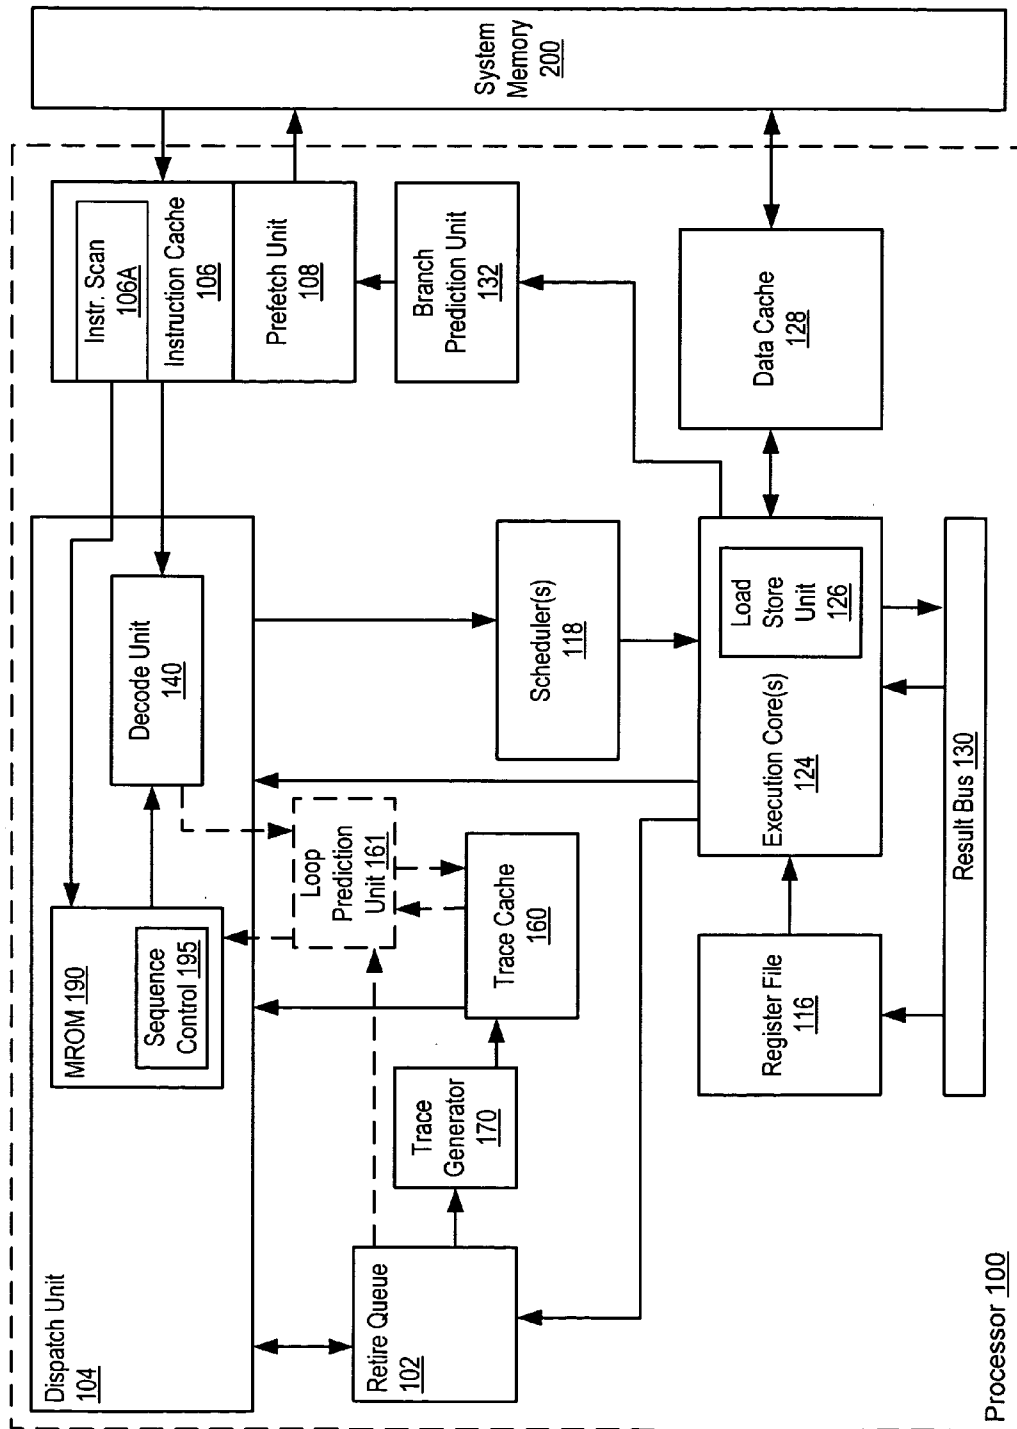 System
Memory
200
Instr. Scan
106A
Instruction Cache
106
Prefetch Unit
108
Branch
Prediction Unit
132
Data Cache
128
Dispatch Unit
104
MROM 190
Sequence
Control 195
Decode Unit
140
Loop
Prediction
Unit 161
Scheduler(s)
118
Retire Queue
102
Trace
Generator
170
Trace Cache
160
Load
Store
Unit
126
Execution Core(s)
124
Register File
116
Result Bus 130
Processor 100